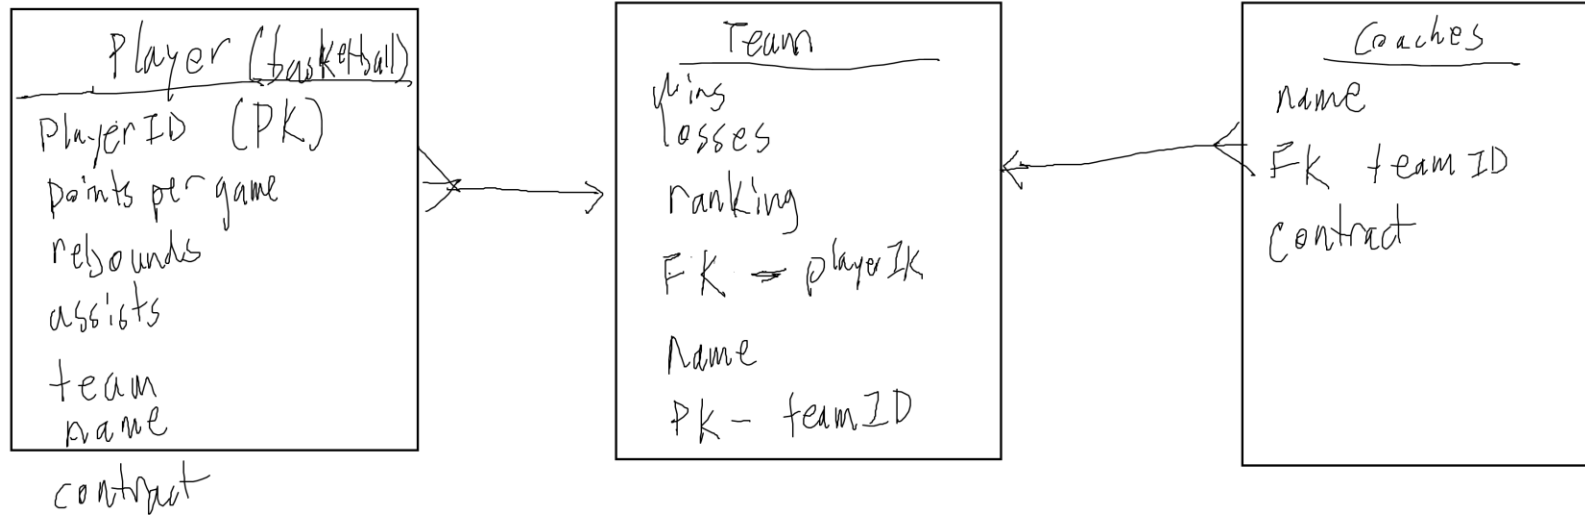 Player (basketball)
PlayerID (PK)
points per game
rebounds
assists
team
name
contract
Team
wins
losses
ranking
FK - playerIK
name
PK - teamID
Coaches
name
FK teamID
contract